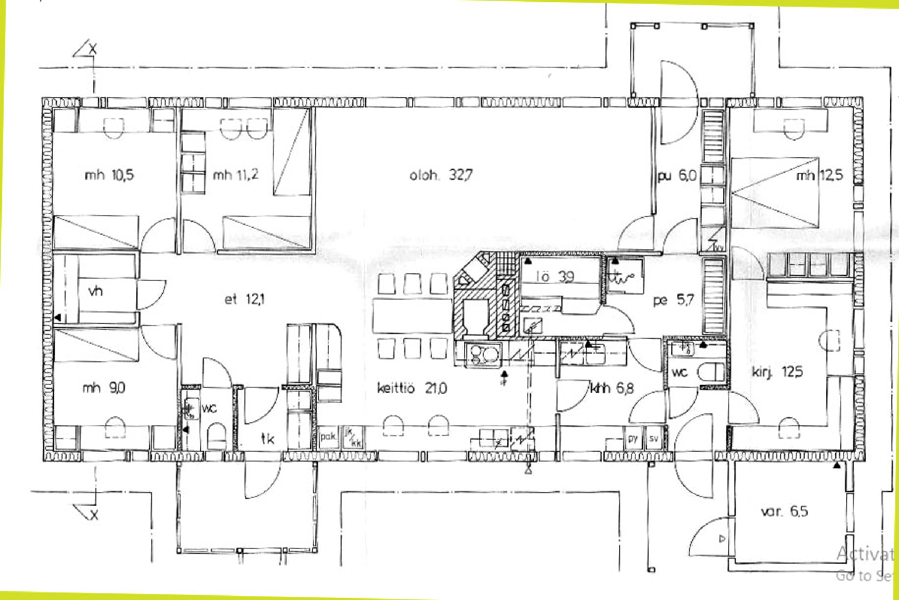 x
mh 10,5
mh 11,2
oloh. 32,7
pu 6,0
mh 12,5
vh
et 12,1
lö 3,9
pe 5,7
mh 9,0
wc
tk
keittiö 21,0
khh 6,8
wc
kirj. 12,5
pak
jk
kk
py
sv
x
var. 6,5
Activat
Go to Se